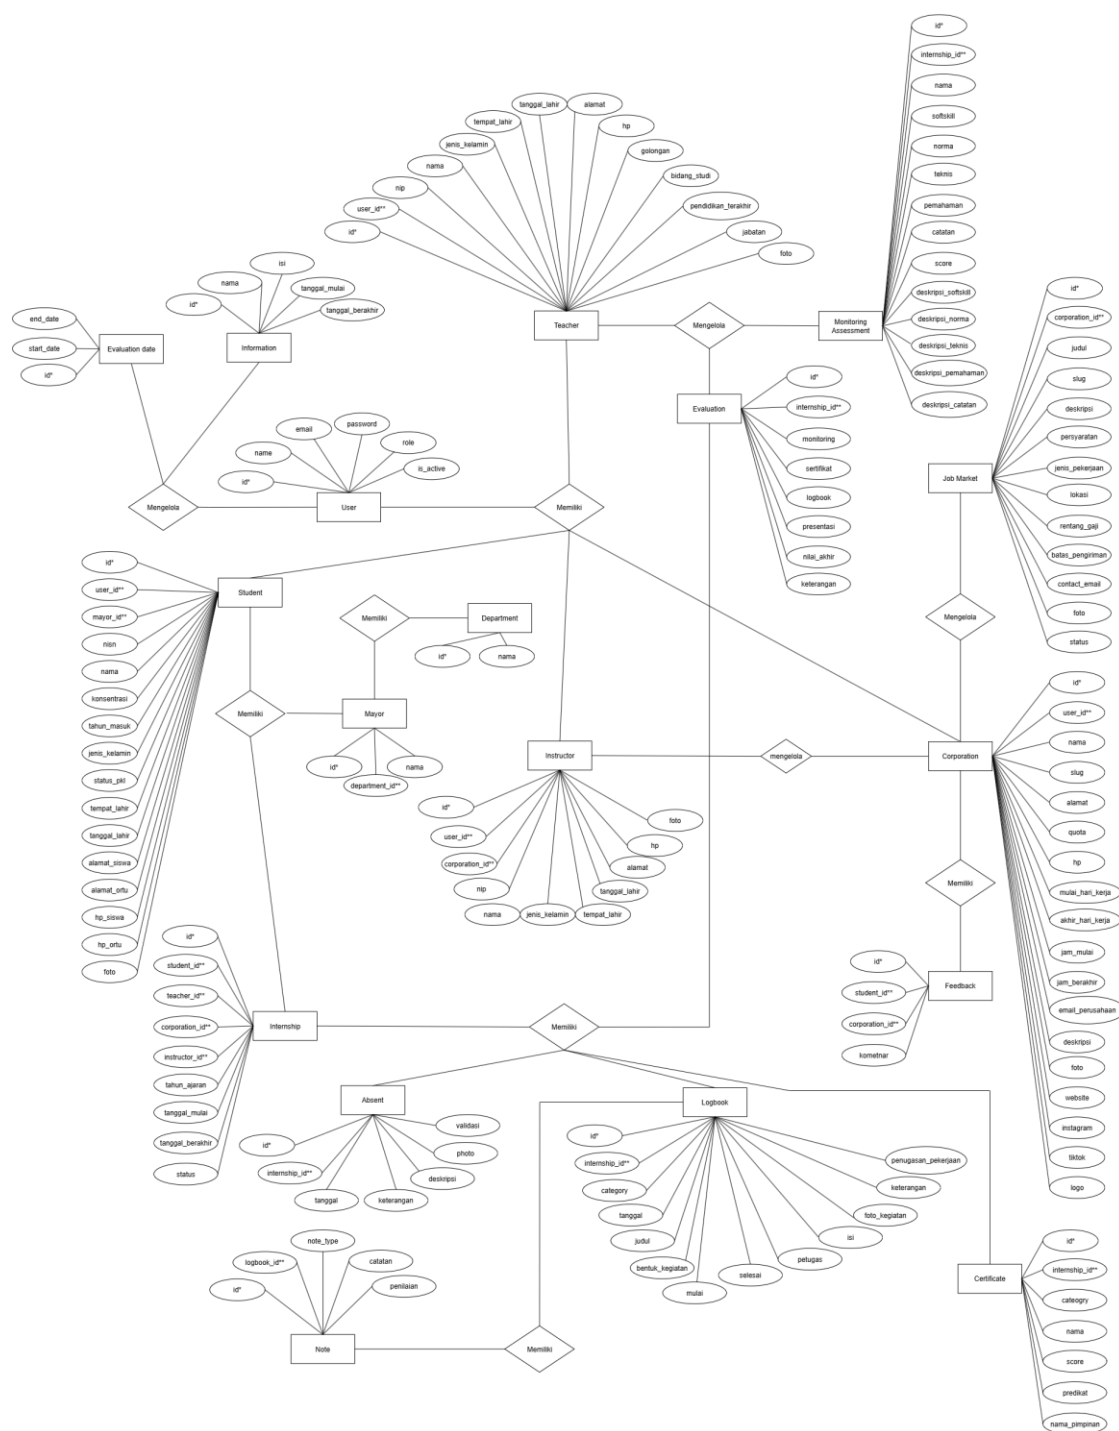 id*
internship_id**
nama
softskill
norma
teknis
pemahaman
catatan
score
deskripsi_softskill
deskripsi_norma
deskripsi_teknis
deskripsi_pemahaman
deskripsi_catatan
Monitoring
Assessment
tanggal_lahir
alamat
tempat_lahir
hp
jenis_kelamin
golongan
nama
bidang_studi
nip
pendidikan_terakhir
user_id**
jabatan
id*
foto
Teacher
Mengelola
isi
nama
tanggal_mulai
id*
tanggal_berakhir
Information
end_date
start_date
id*
Evaluation date
Evaluation
id*
internship_id**
monitoring
sertifikat
logbook
presentasi
nilai_akhir
keterangan
id*
corporation_id**
judul
slug
deskripsi
persyaratan
jenis_pekerjaan
lokasi
rentang_gaji
batas_pengiriman
contact_email
foto
status
Job Market
Mengelola
password
email
role
name
is_active
id*
User
Mengelola
Memiliki
Student
id*
user_id**
mayor_id**
nisn
nama
konsentrasi
tahun_masuk
jenis_kelamin
status_pkl
tempat_lahir
tanggal_lahir
alamat_siswa
alamat_ortu
hp_siswa
hp_ortu
foto
Memiliki
Department
id*
nama
Memiliki
Mayor
id*
nama
department_id**
Instructor
mengelola
Corporation
id*
user_id**
corporation_id**
nip
nama
jenis_kelamin
tempat_lahir
tanggal_lahir
alamat
hp
foto
id*
user_id**
nama
slug
alamat
quota
hp
mulai_hari_kerja
akhir_hari_kerja
jam_mulai
jam_berakhir
email_perusahaan
deskripsi
foto
website
instagram
tiktok
logo
Memiliki
Feedback
id*
student_id**
corporation_id**
kometnar
id*
student_id**
teacher_id**
corporation_id**
instructor_id**
tahun_ajaran
tanggal_mulai
tanggal_berakhir
status
Internship
Memiliki
Absent
id*
internship_id**
tanggal
keterangan
deskripsi
photo
validasi
Logbook
id*
internship_id**
category
tanggal
judul
bentuk_kegiatan
mulai
selesai
petugas
isi
foto_kegiatan
keterangan
penugasan_pekerjaan
note_type
logbook_id**
catatan
id*
penilaian
Note
Memiliki
Certificate
id*
internship_id**
cateogry
nama
score
predikat
nama_pimpinan